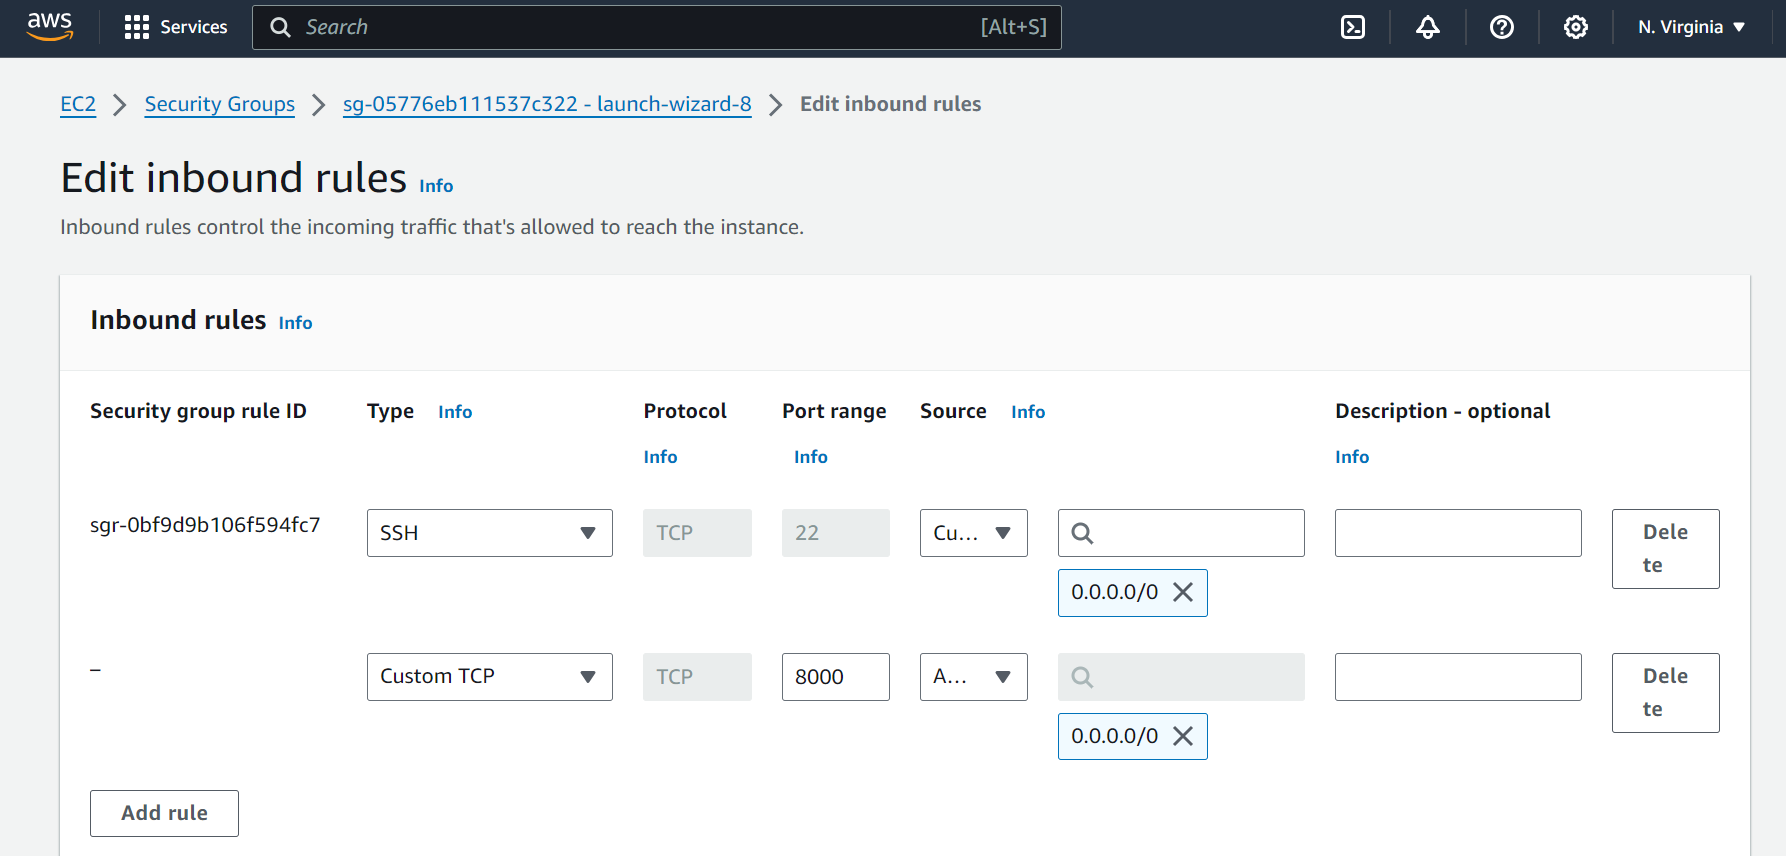 aws Services Search [Alt+S] N. Virginia
EC2 Security Groups sg-05776eb111537c322 - launch-wizard-8 Edit inbound rules
Edit inbound rules Info
Inbound rules control the incoming traffic that's allowed to reach the instance.
Inbound rules Info
Security group rule ID Type Info Protocol Port range Source Info Description - optional
Info Info Info
sgr-0bf9d9b106f594fc7 SSH TCP 22 Cu... Dele
te
0.0.0.0/0
– Custom TCP TCP 8000 A... Dele
te
0.0.0.0/0
Add rule